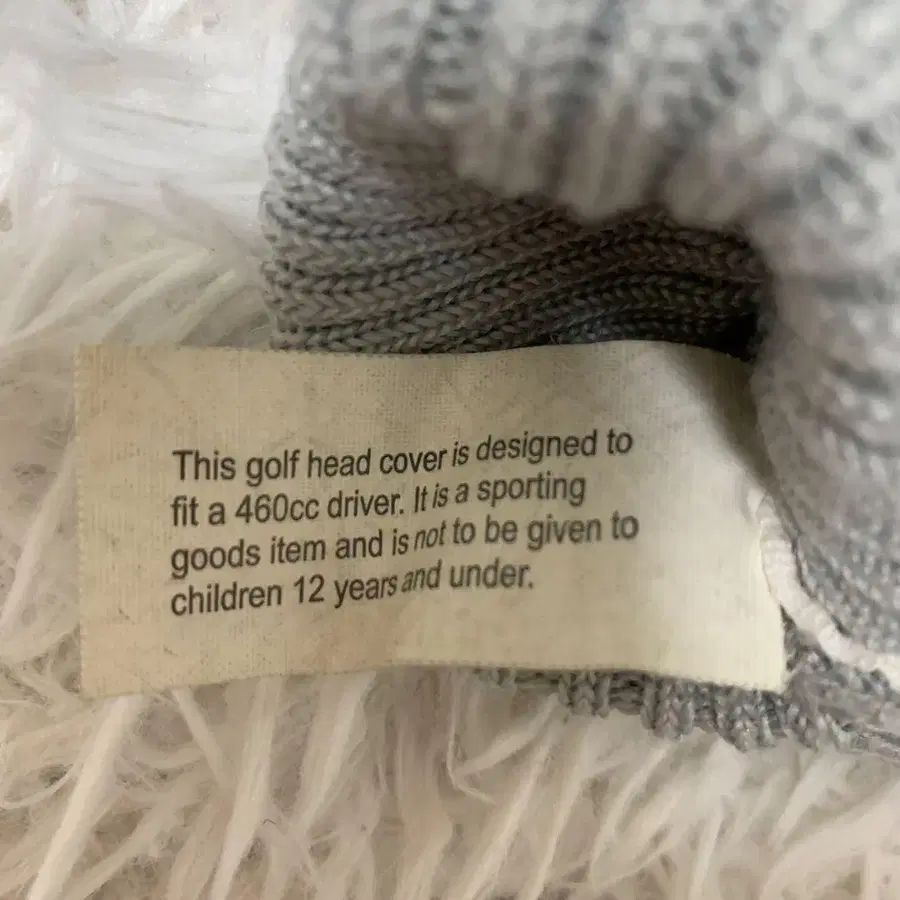 This golf head cover is designed to
fit a 460cc driver. It is a sporting
goods item and is not to be given to
children 12 years and under.